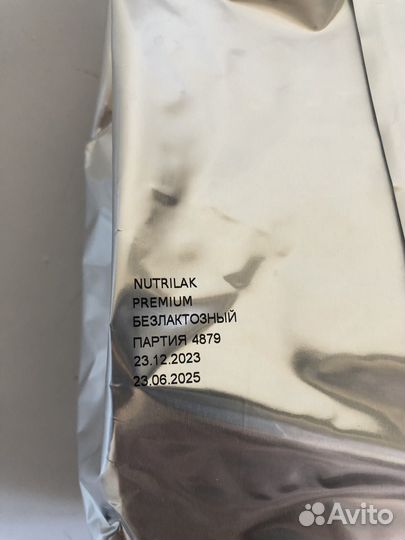 NUTRILAK
PREMIUM
БЕЗЛАКТОЗНЫЙ
ПАРТИЯ 4879
23.12.2023
23.06.2025
Avito